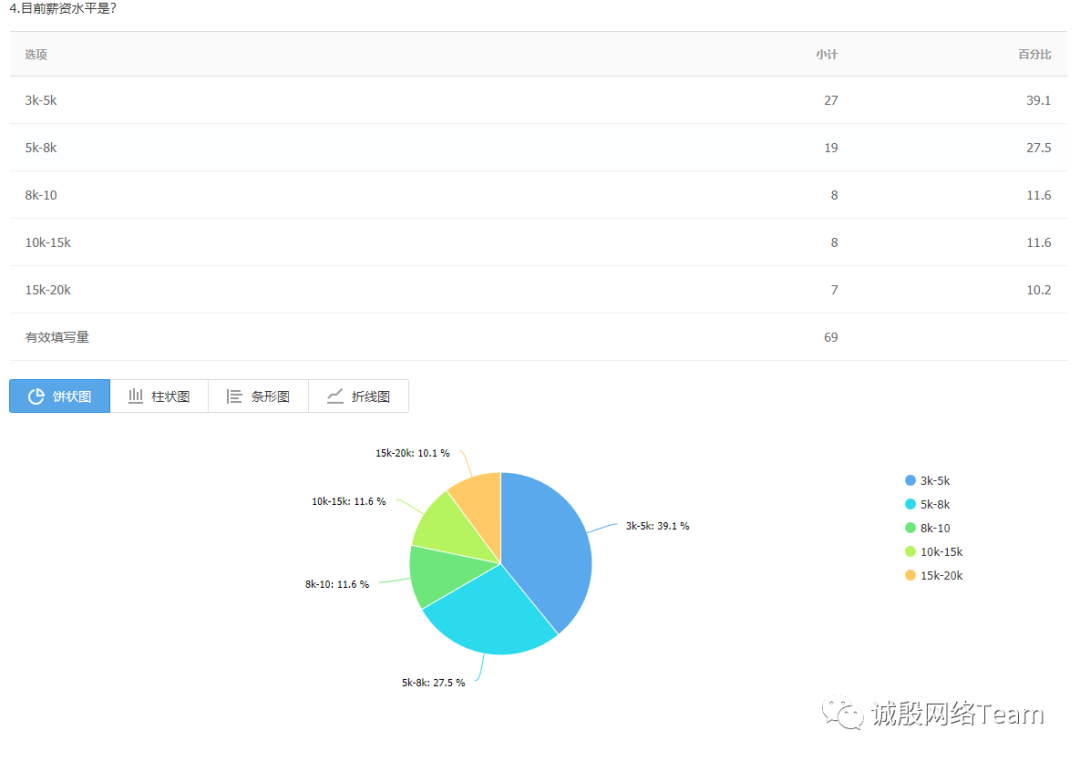 4.目前薪资水平是?
选项 小计 百分比
3k-5k 27 39.1
5k-8k 19 27.5
8k-10 8 11.6
10k-15k 8 11.6
15k-20k 7 10.2
有效填写量 69
饼状图 柱状图 条形图 折线图
15k-20k: 10.1 %
10k-15k: 11.6 %
3k-5k: 39.1 %
8k-10: 11.6 %
5k-8k: 27.5 %
3k-5k
5k-8k
8k-10
10k-15k
15k-20k
诚殷网络Team